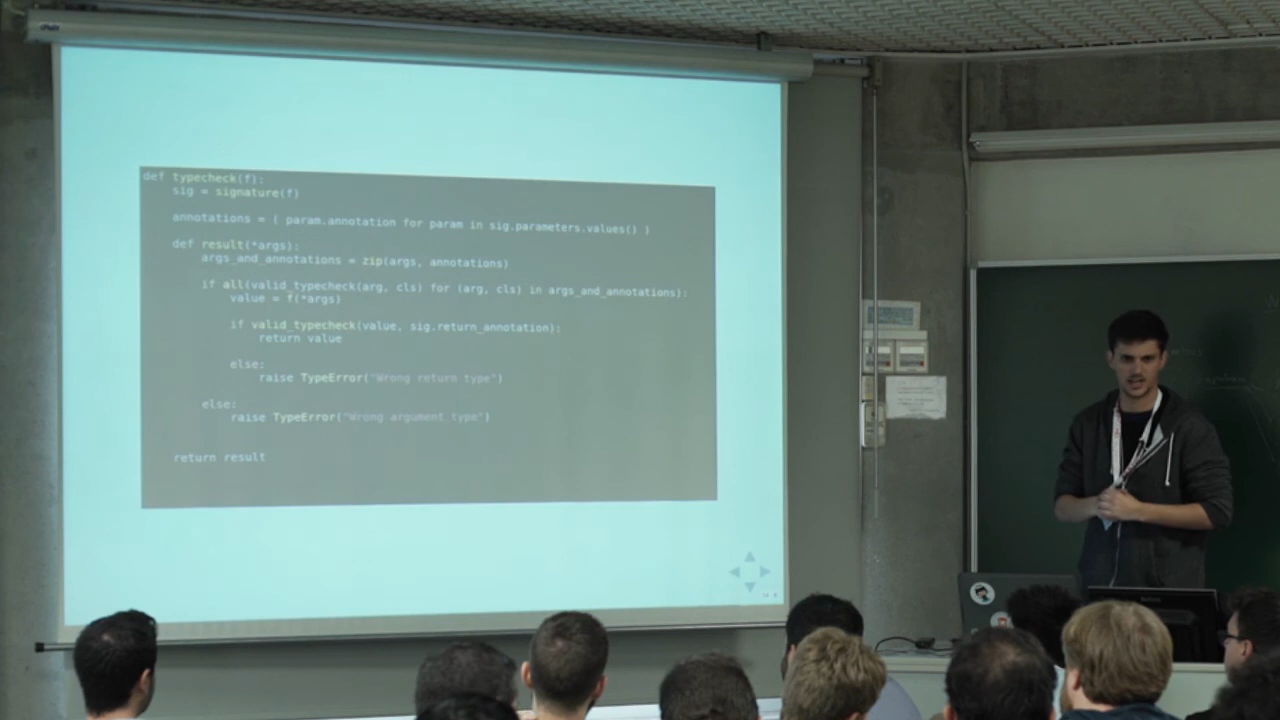 def typecheck(f):
    sig = signature(f)
    annotations = ( param.annotation for param in sig.parameters.values() )
    def result(*args):
        args_and_annotations = zip(args, annotations)
        if all(valid_typecheck(arg, cls) for (arg, cls) in args_and_annotations):
            value = f(*args)
            if valid_typecheck(value, sig.return_annotation):
                return value
            else:
                raise TypeError("Wrong return type")
        else:
            raise TypeError("Wrong argument type")
    return result